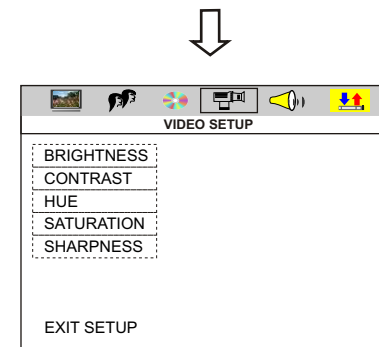 VIDEO SETUP
BRIGHTNESS
CONTRAST
HUE
SATURATION
SHARPNESS
EXIT SETUP